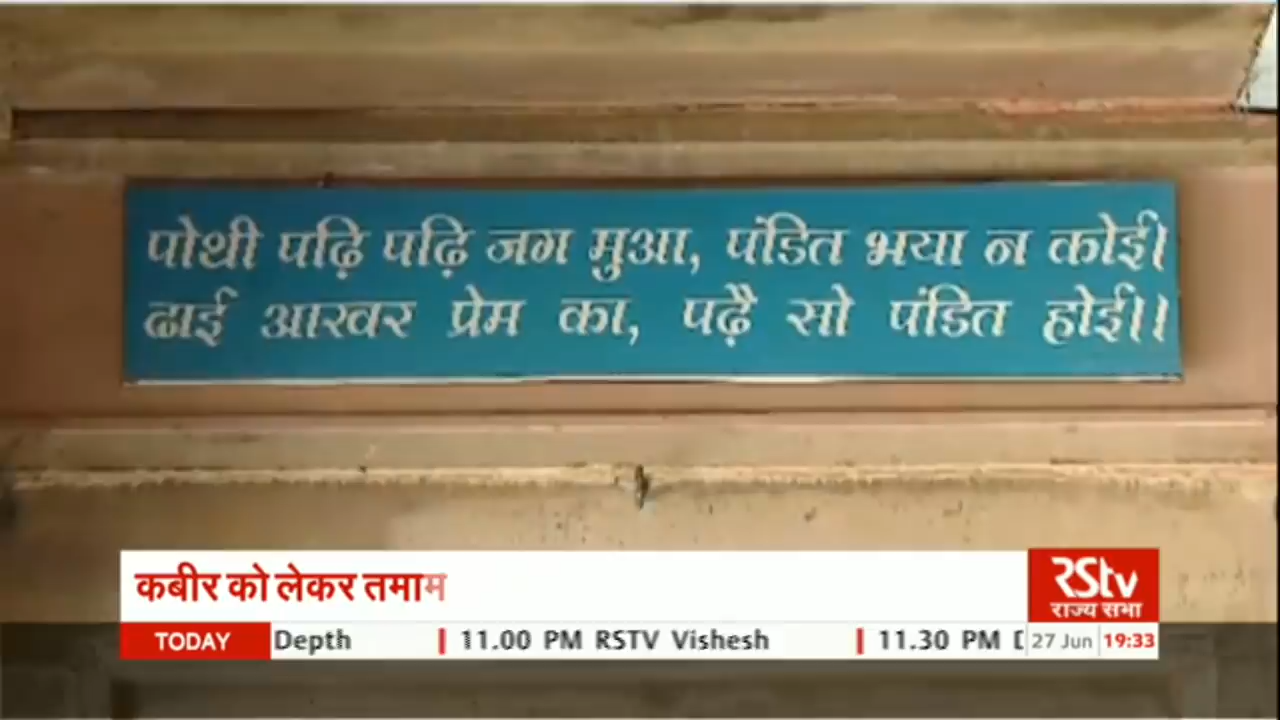 पोथी पढ़ि पढ़ि जग मुआ, पंडित भया न कोई।
ढाई आखर प्रेम का, पढ़ै सो पंडित होई।।
कबीर को लेकर तमाम
RStv
राज्य सभा
TODAY Depth | 11.00 PM RSTV Vishesh | 11.30 PM 27 Jun 19:33